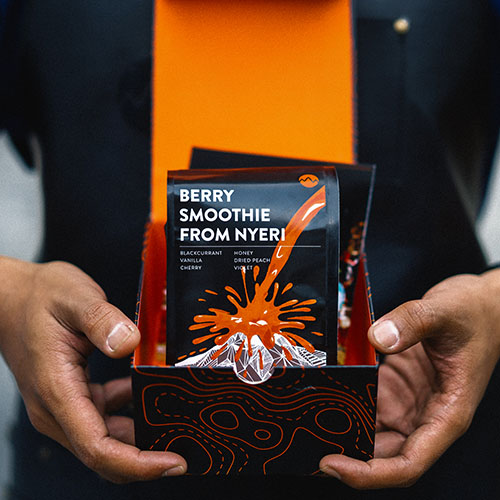 BERRY
SMOOTHIE
FROM NYERI
BLACKCURRANT HONEY
VANILLA DRIED PEACH
CHERRY VIOLET